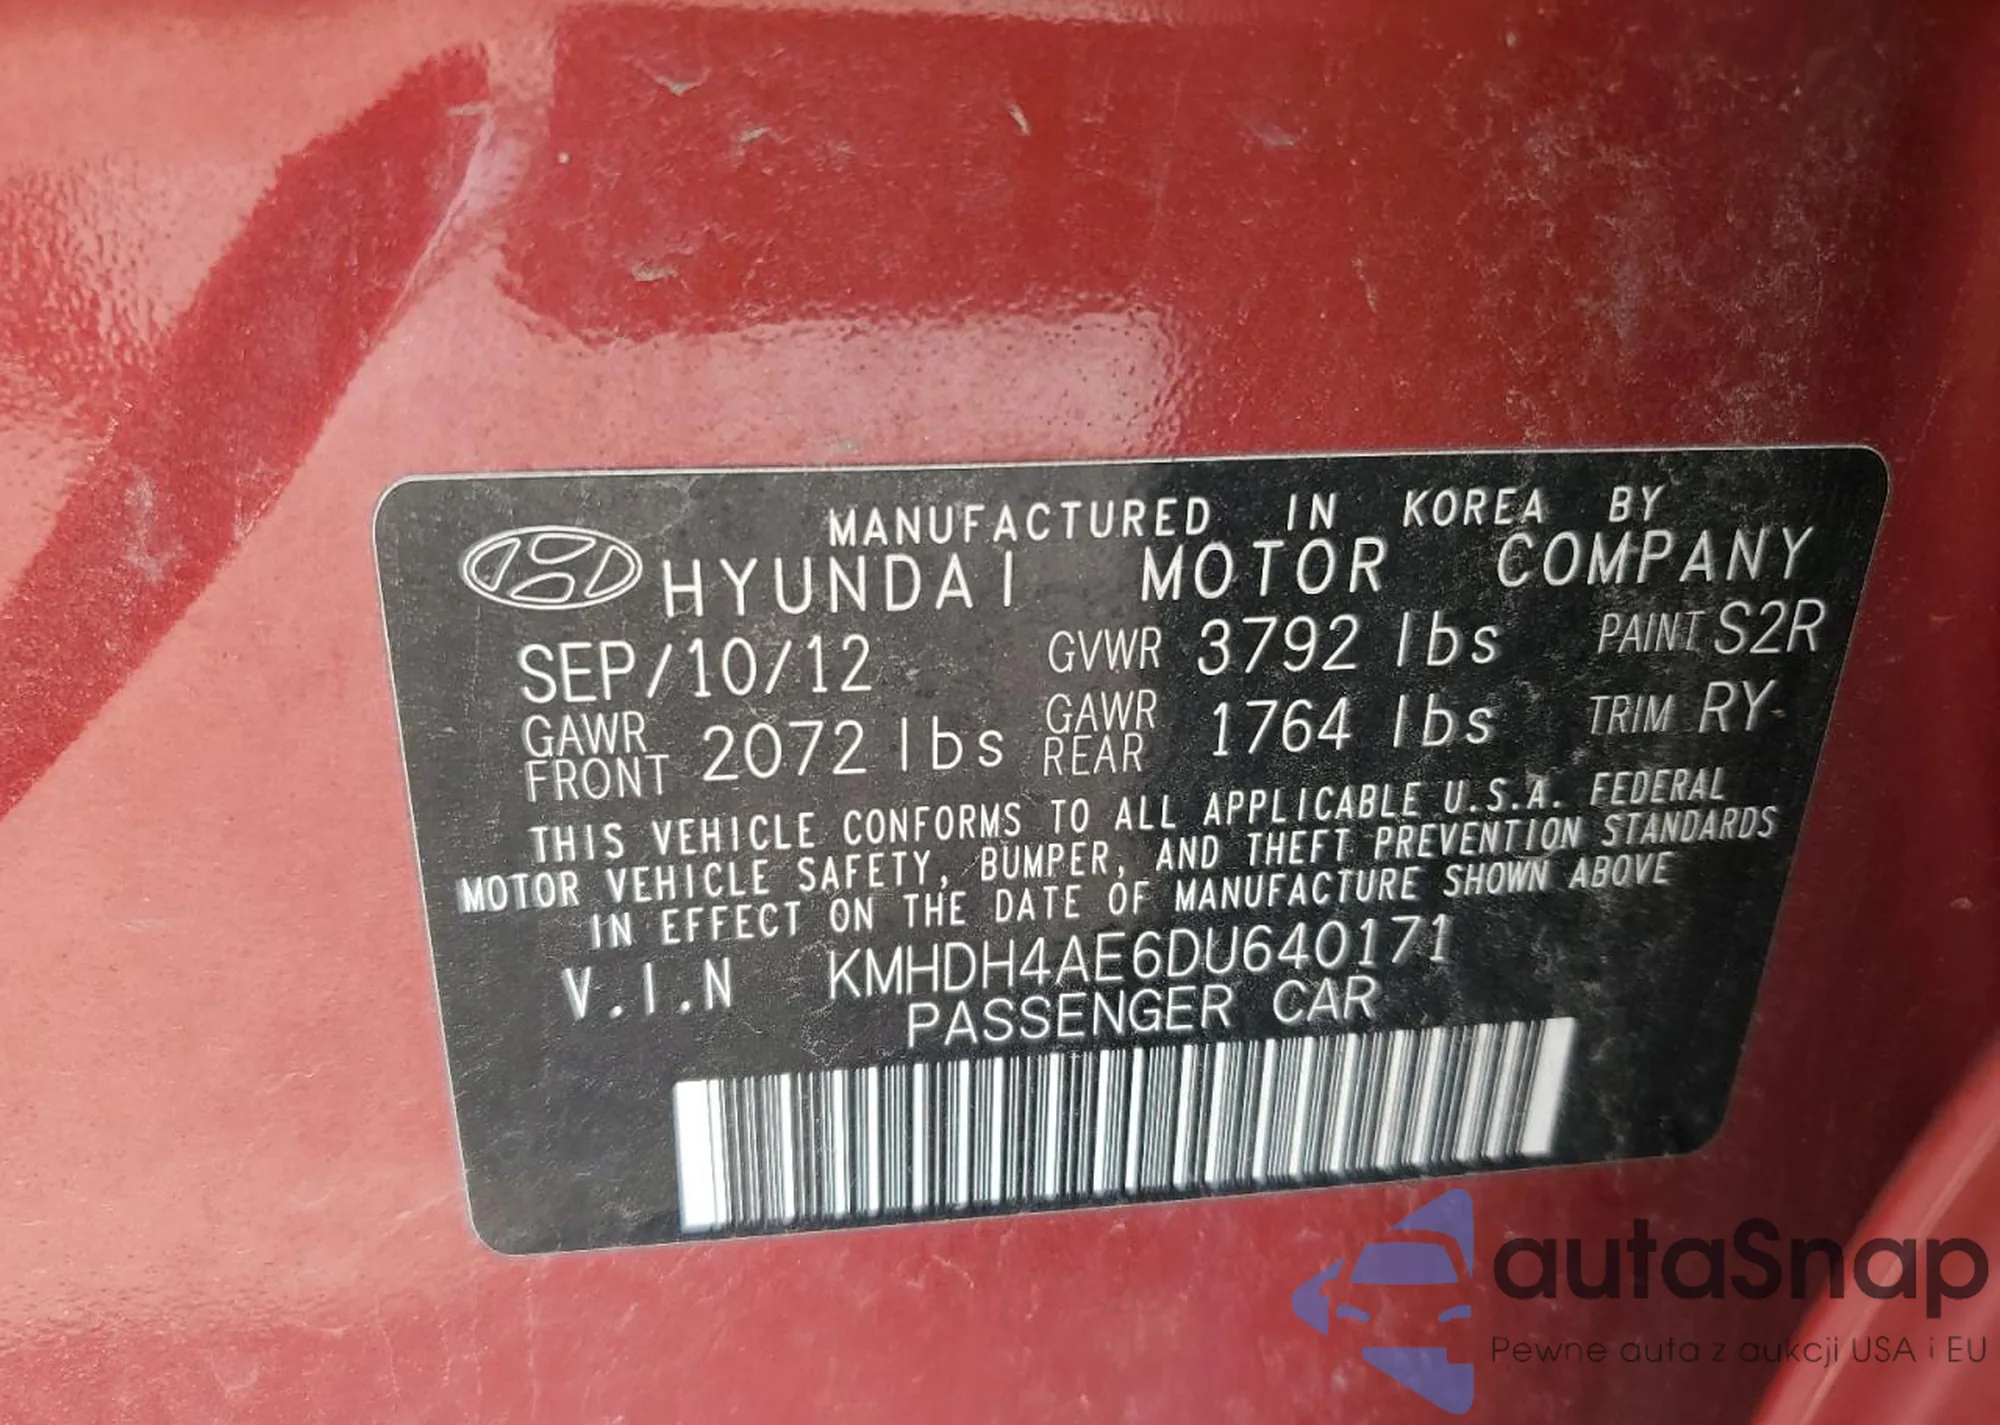 MANUFACTURED IN KOREA BY
HYUNDAI MOTOR COMPANY
SEP/10/12 GVWR 3792 lbs PAINT S2R
GAWR FRONT 2072 lbs GAWR REAR 1764 lbs TRIM RY
THIS VEHICLE CONFORMS TO ALL APPLICABLE U.S.A. FEDERAL
MOTOR VEHICLE SAFETY, BUMPER, AND THEFT PREVENTION STANDARDS
IN EFFECT ON THE DATE OF MANUFACTURE SHOWN ABOVE
V.I.N KMHDH4AE6DU640171
PASSENGER CAR
autaSnap
Pewne auta z aukcji USA i EU